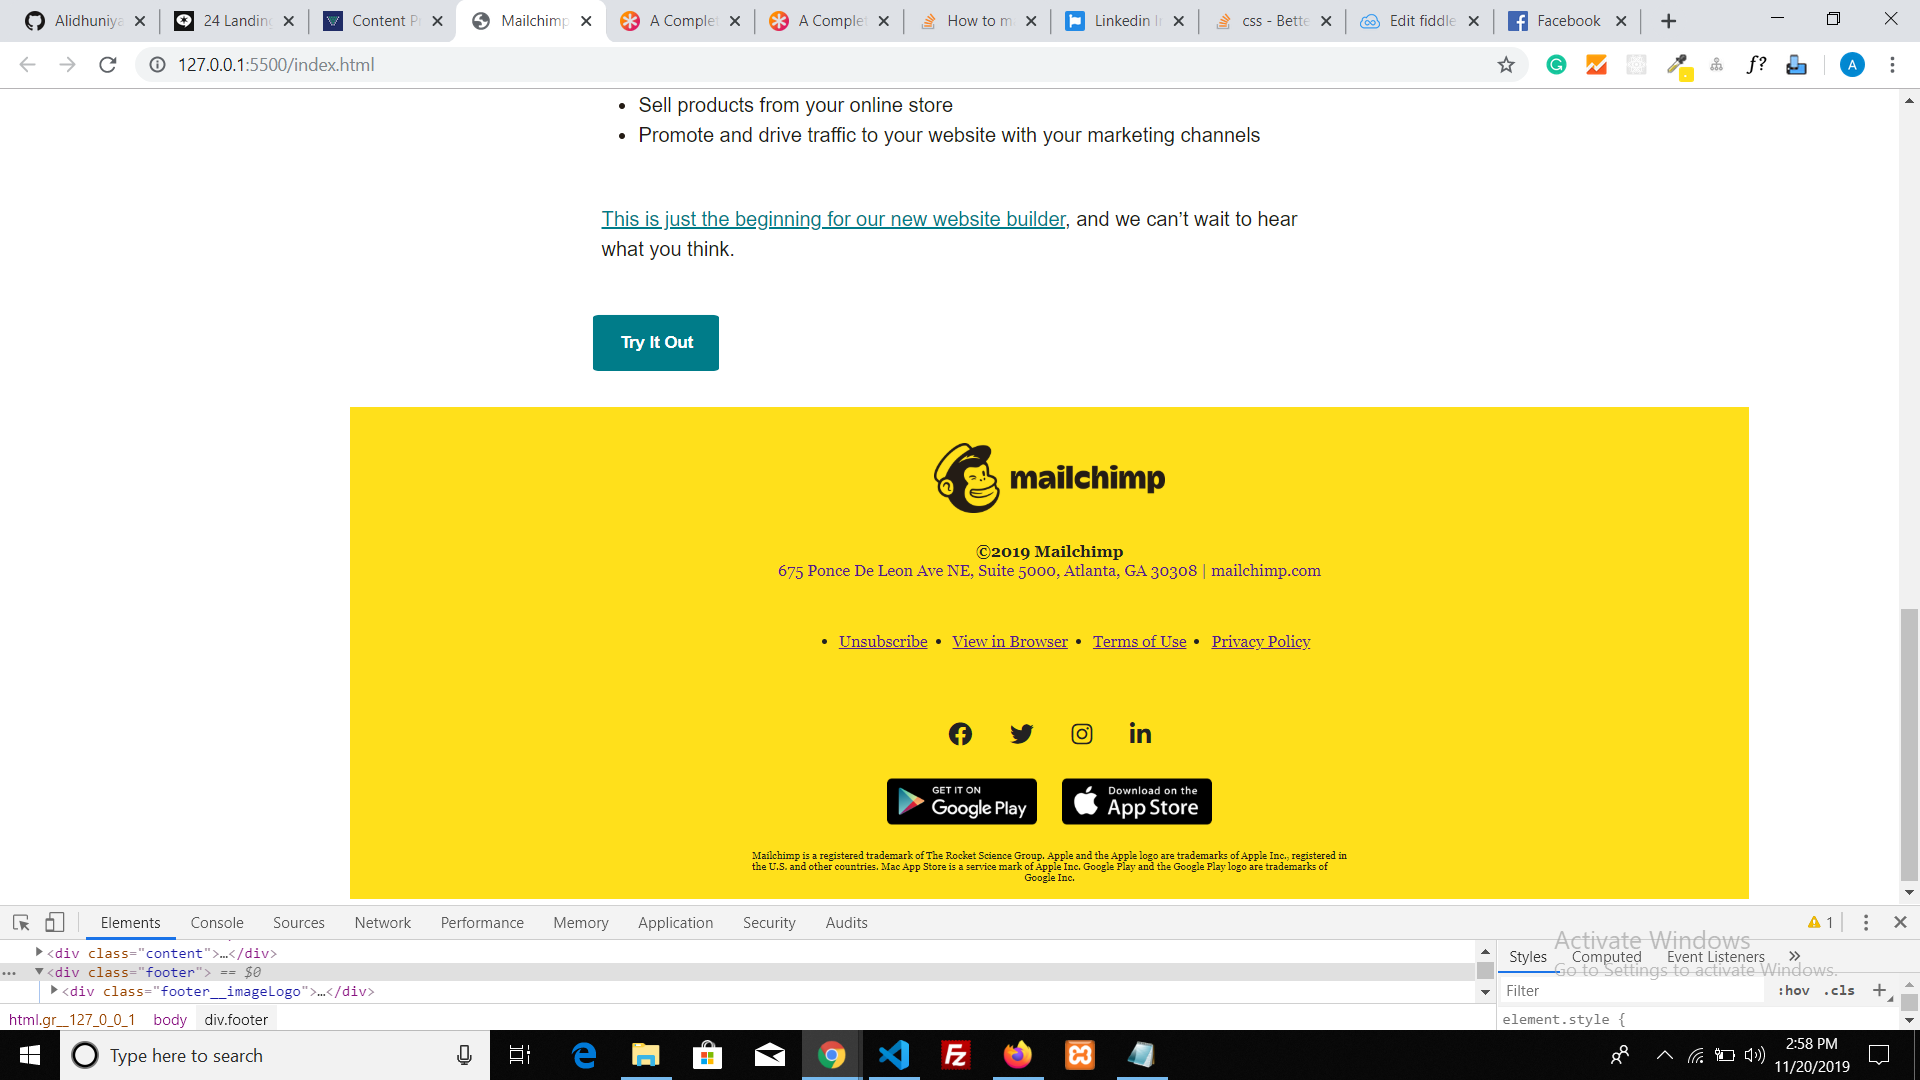 Alidhuniya
24 Landin
Content P
Mailchimp
A Complet
A Complet
How to m
Linkedin I
css - Bette
Edit fiddle
Facebook
127.0.0.1:5500/index.html
f?
A
• Sell products from your online store
• Promote and drive traffic to your website with your marketing channels
This is just the beginning for our new website builder, and we can’t wait to hear
what you think.
Try It Out
mailchimp
©2019 Mailchimp
675 Ponce De Leon Ave NE, Suite 5000, Atlanta, GA 30308 | mailchimp.com
• Unsubscribe • View in Browser • Terms of Use • Privacy Policy
GET IT ON
Google Play
Download on the
App Store
Mailchimp is a registered trademark of The Rocket Science Group. Apple and the Apple logo are trademarks of Apple Inc., registered in
the U.S. and other countries. Mac App Store is a service mark of Apple Inc. Google Play and the Google Play logo are trademarks of
Google Inc.
Elements Console Sources Network Performance Memory Application Security Audits
1
<div class="content">…</div>
<div class="footer"> == $0
<div class="footer__imageLogo">…</div>
html.gr__127_0_0_1 body div.footer
Styles Computed Event Listeners »
Filter :hov .cls +
element.style {
Activate Windows
Go to Settings to activate Windows.
Type here to search
2:58 PM
11/20/2019